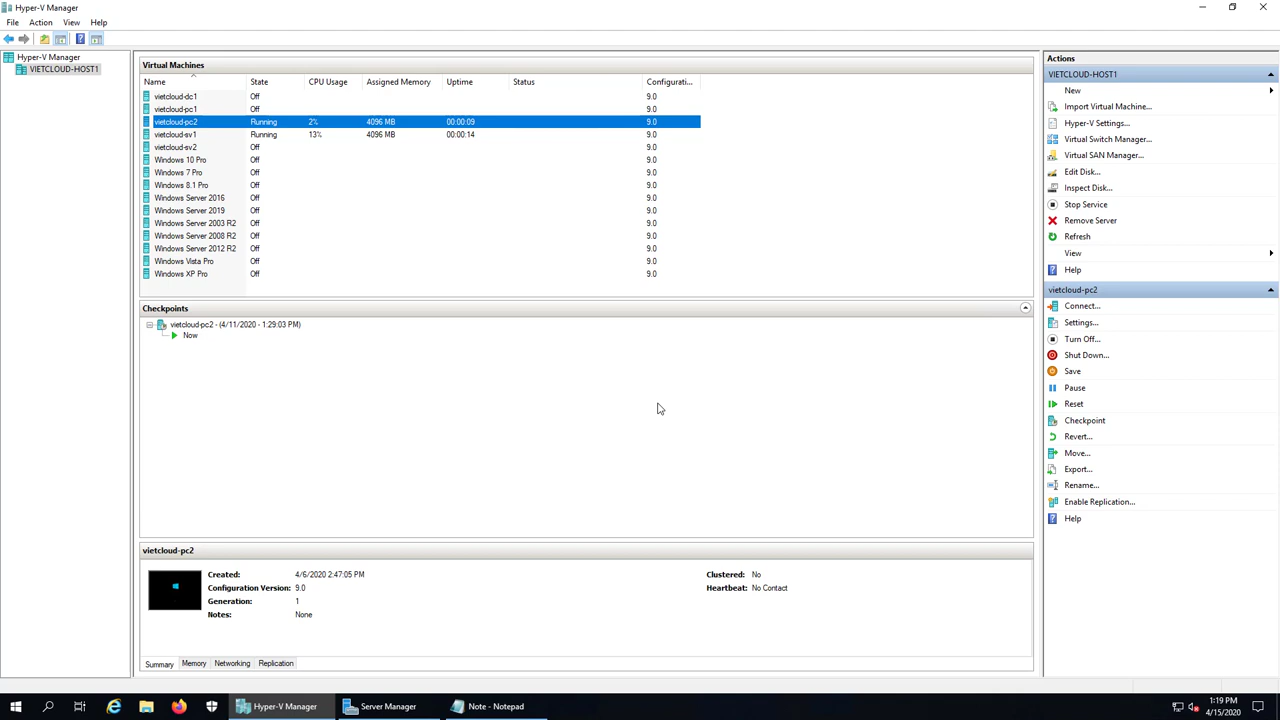 Hyper-V Manager
File Action View Help
Hyper-V Manager
VIETCLOUD-HOST1
Virtual Machines
Name State CPU Usage Assigned Memory Uptime Status Configurati...
vietcloud-dc1 Off 9.0
vietcloud-pc1 Off 9.0
vietcloud-pc2 Running 2% 4096 MB 00:00:09 9.0
vietcloud-sv1 Running 13% 4096 MB 00:00:14 9.0
vietcloud-sv2 Off 9.0
Windows 10 Pro Off 9.0
Windows 7 Pro Off 9.0
Windows 8.1 Pro Off 9.0
Windows Server 2016 Off 9.0
Windows Server 2019 Off 9.0
Windows Server 2003 R2 Off 9.0
Windows Server 2008 R2 Off 9.0
Windows Server 2012 R2 Off 9.0
Windows Vista Pro Off 9.0
Windows XP Pro Off 9.0
Checkpoints
vietcloud-pc2 - (4/11/2020 - 1:29:03 PM)
Now
vietcloud-pc2
Created: 4/6/2020 2:47:05 PM Clustered: No
Configuration Version: 9.0 Heartbeat: No Contact
Generation: 1
Notes: None
Summary Memory Networking Replication
Actions
VIETCLOUD-HOST1
New
Import Virtual Machine...
Hyper-V Settings...
Virtual Switch Manager...
Virtual SAN Manager...
Edit Disk...
Inspect Disk...
Stop Service
Remove Server
Refresh
View
Help
vietcloud-pc2
Connect...
Settings...
Turn Off...
Shut Down...
Save
Pause
Reset
Checkpoint
Revert...
Move...
Export...
Rename...
Enable Replication...
Help
Hyper-V Manager Server Manager Note - Notepad
1:19 PM
4/15/2020